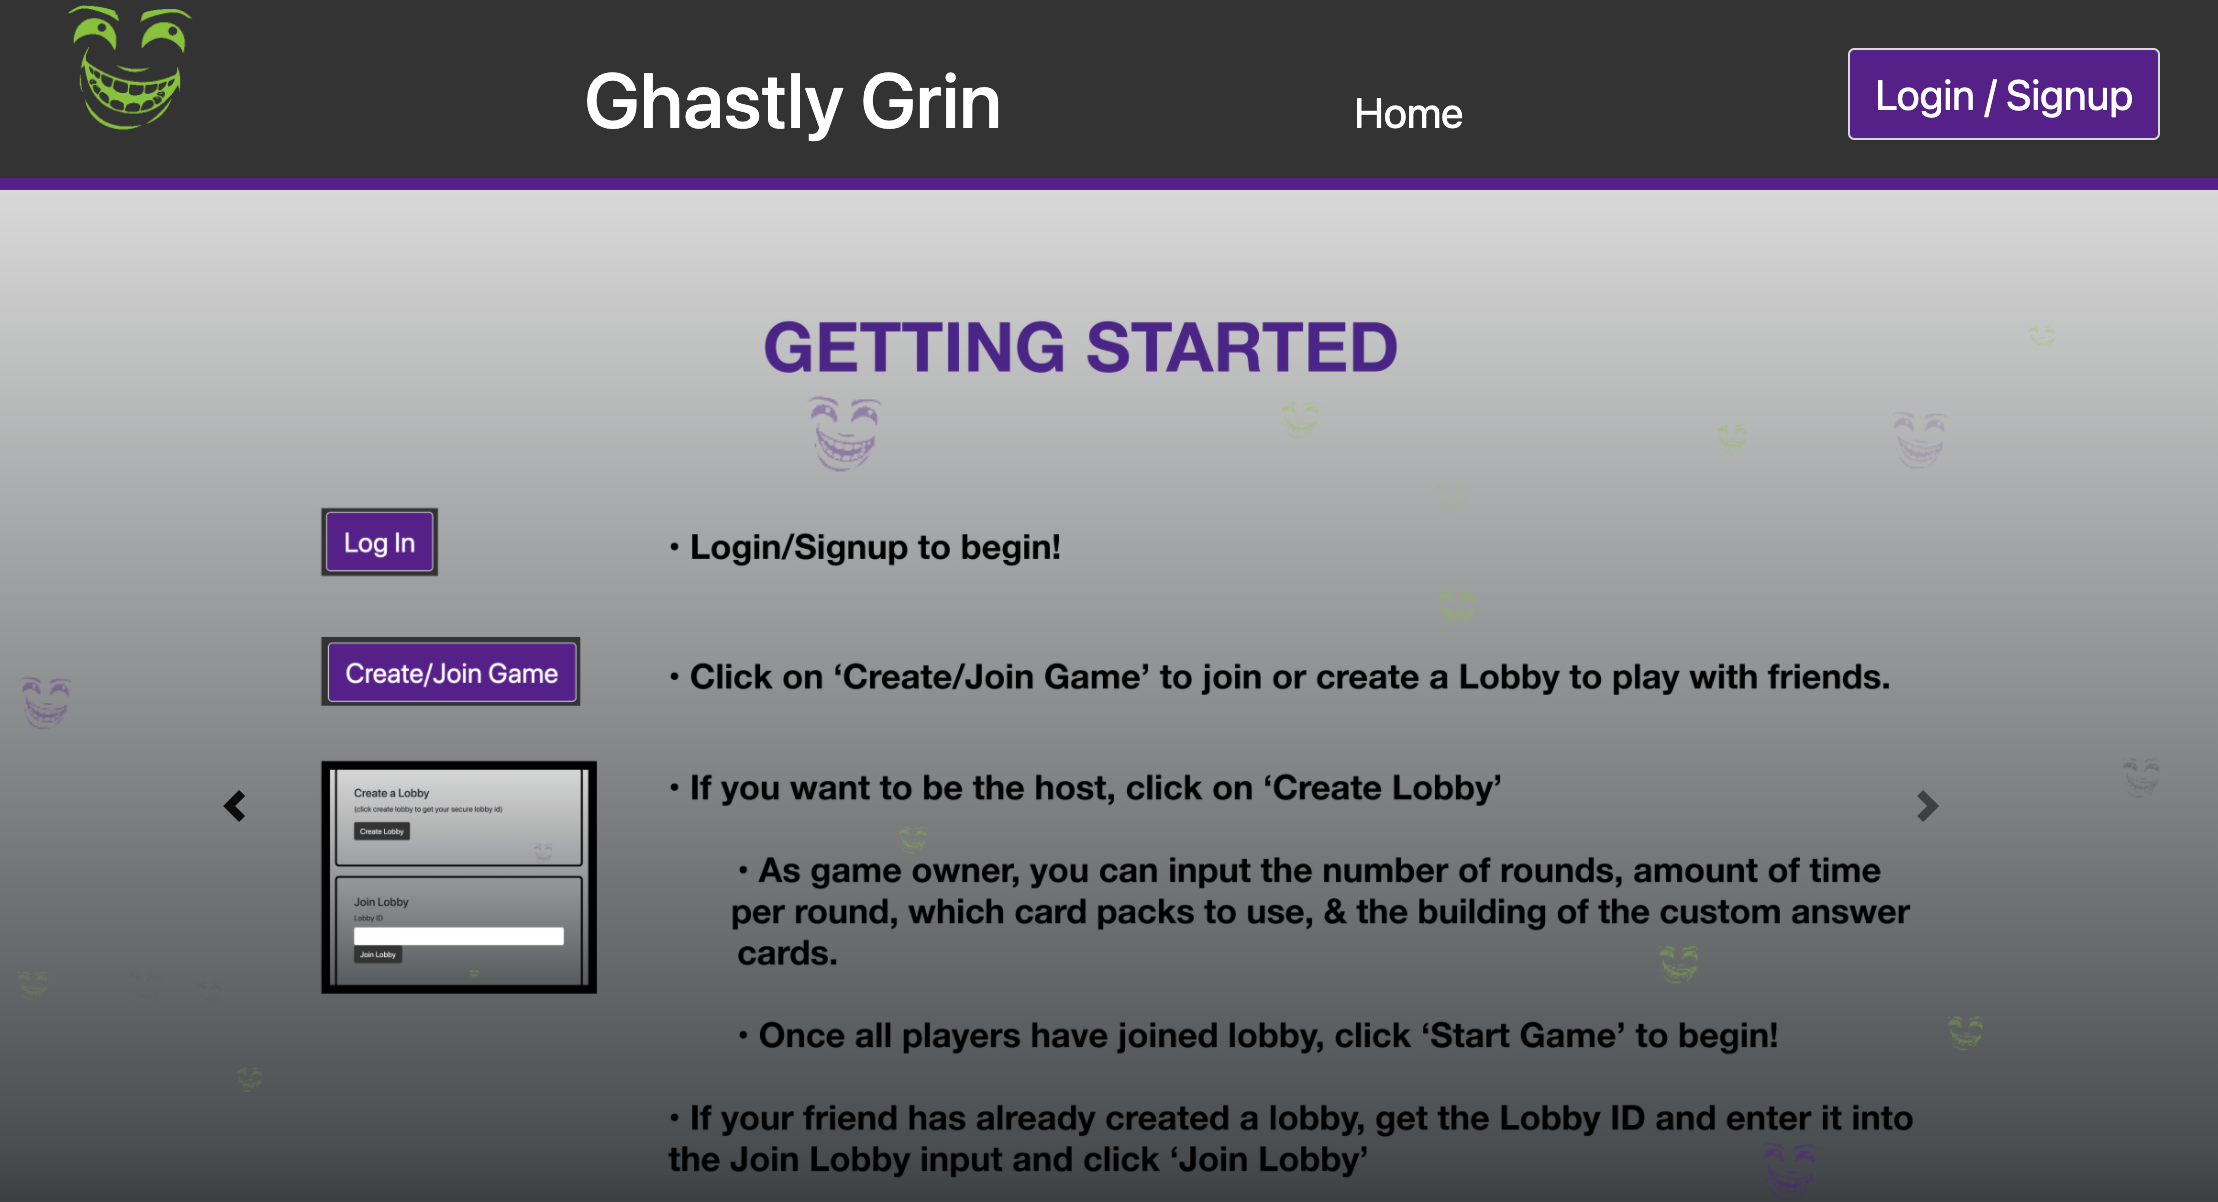 Ghastly Grin
Home
Login / Signup
GETTING STARTED
Log In
• Login/Signup to begin!
Create/Join Game
• Click on ‘Create/Join Game’ to join or create a Lobby to play with friends.
Create a Lobby
(click create lobby to get your secure lobby id)
Create Lobby
Join Lobby
Lobby ID
Join Lobby
• If you want to be the host, click on ‘Create Lobby’
• As game owner, you can input the number of rounds, amount of time
per round, which card packs to use, & the building of the custom answer
cards.
• Once all players have joined lobby, click ‘Start Game’ to begin!
• If your friend has already created a lobby, get the Lobby ID and enter it into
the Join Lobby input and click ‘Join Lobby’